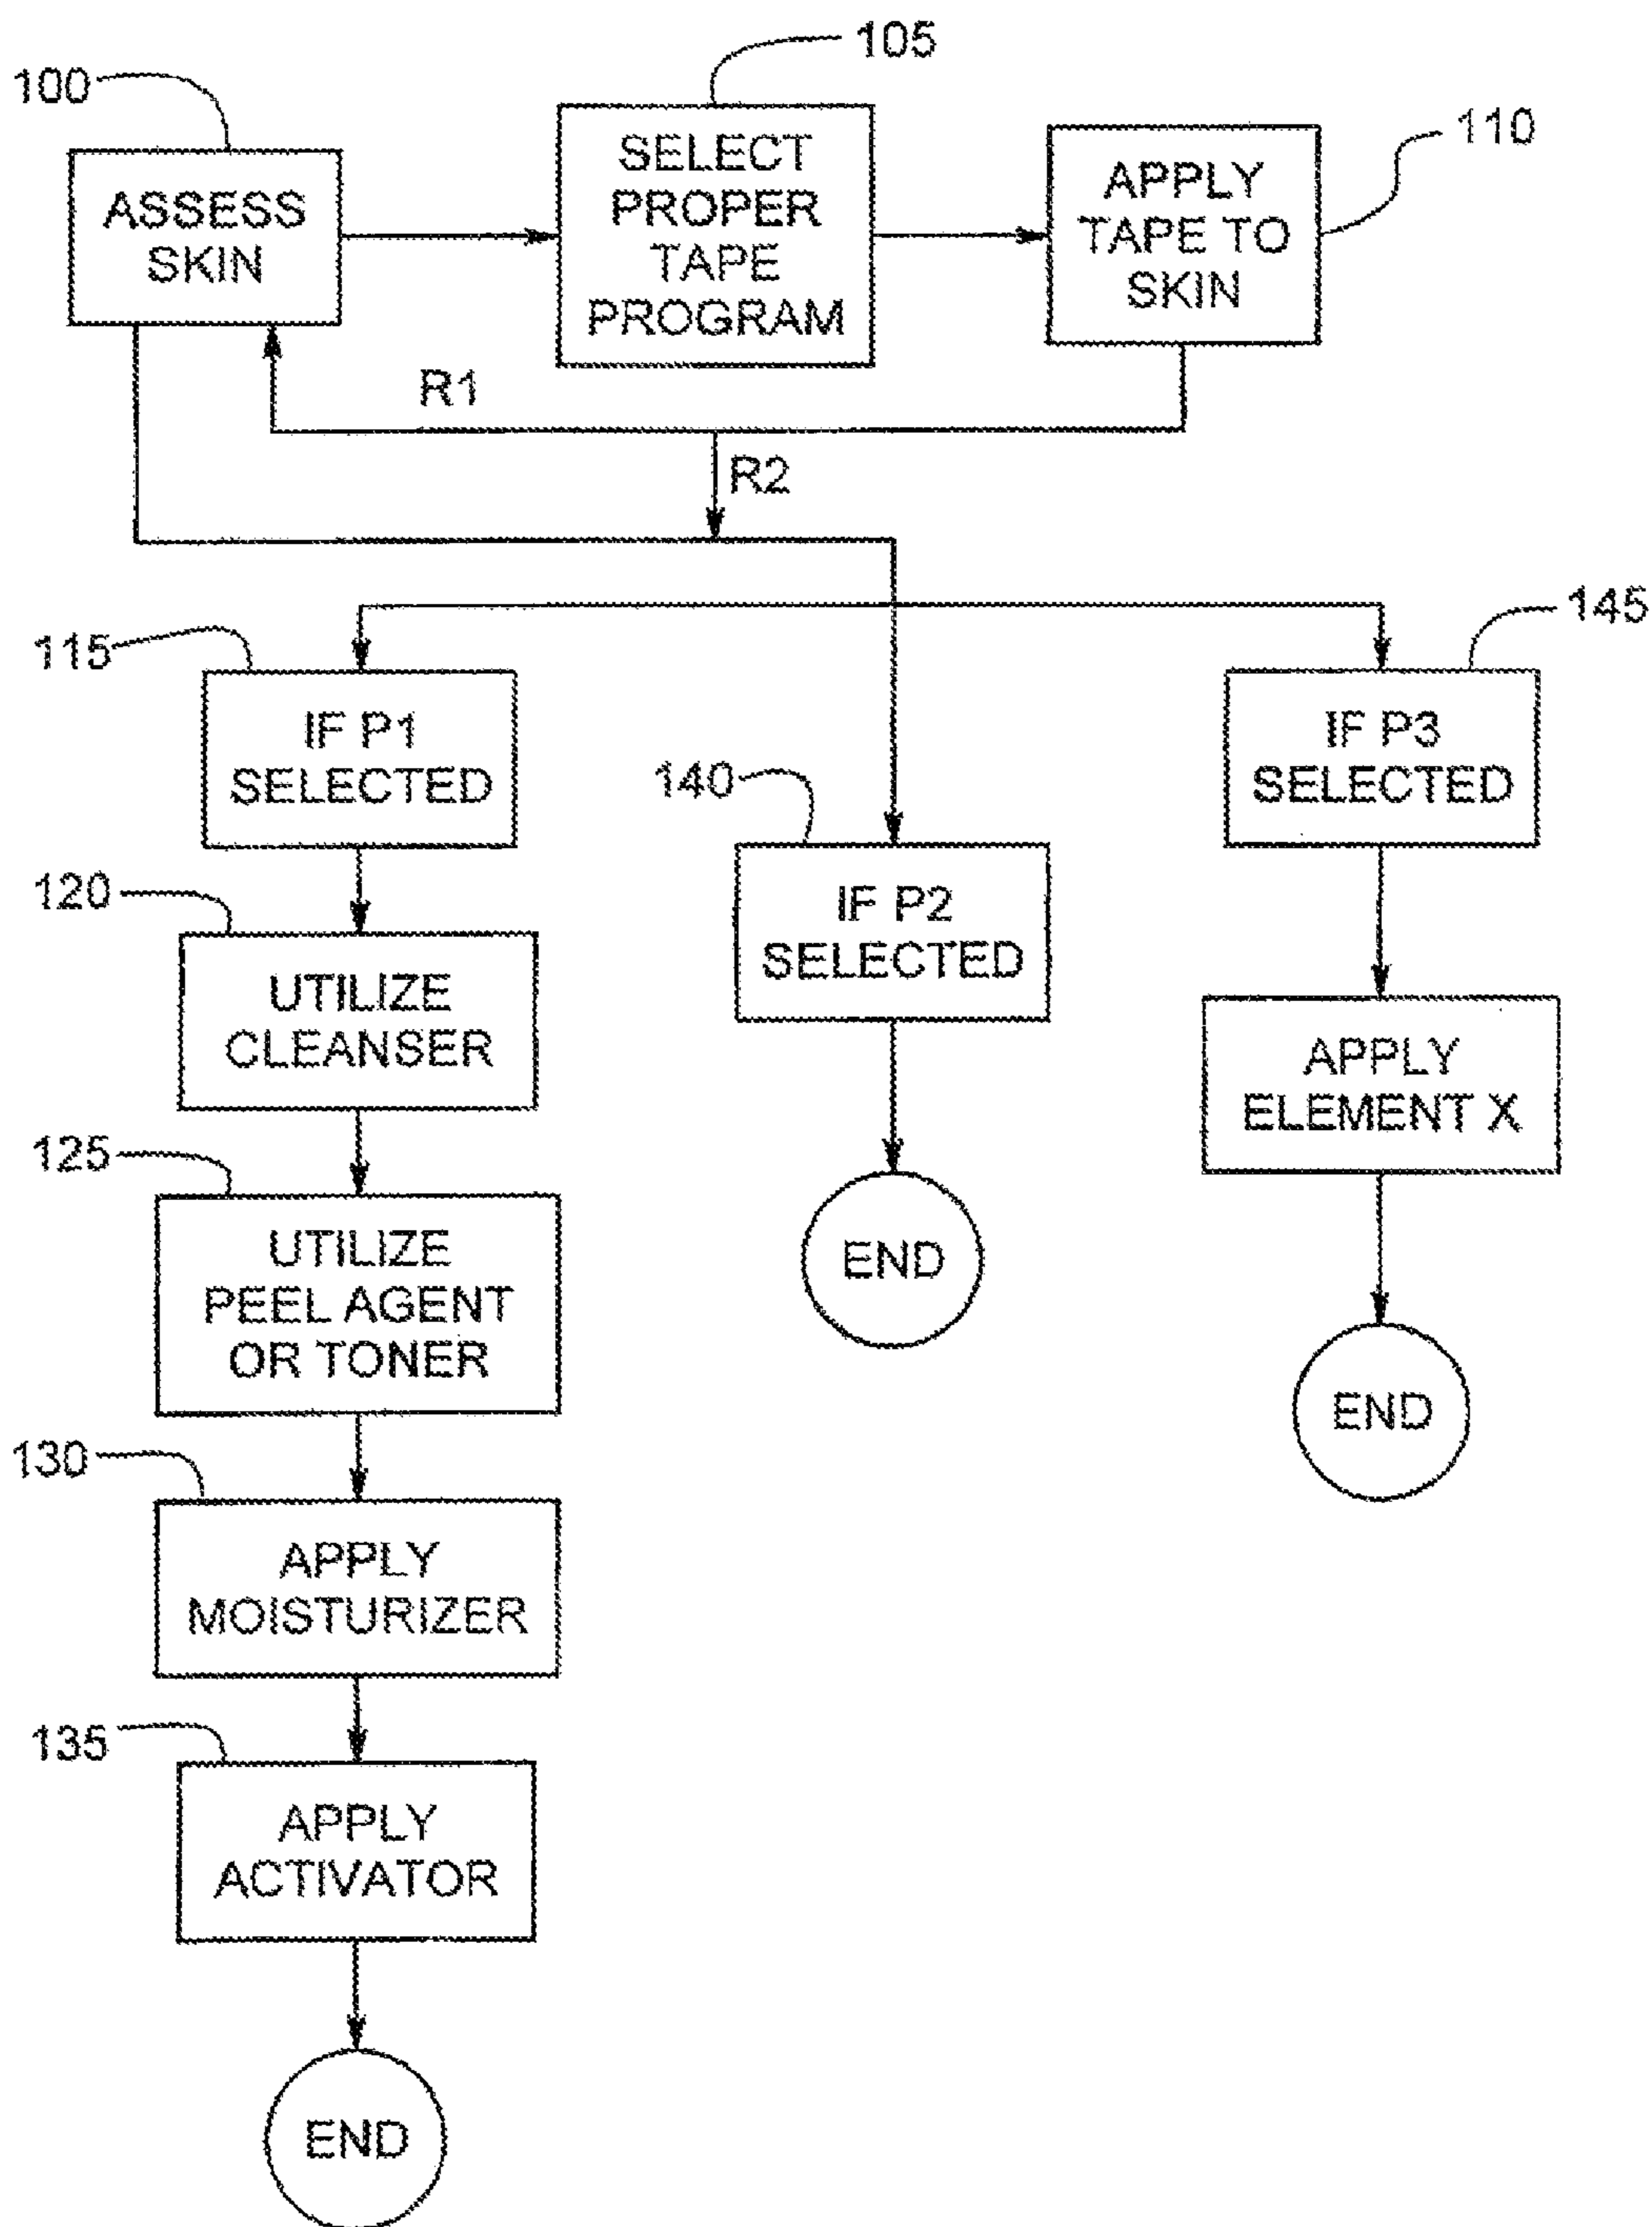 105
100
110
ASSESS
SKIN
SELECT
PROPER
TAPE
PROGRAM
APPLY
TAPE TO
SKIN
R1
R2
115
145
IF P1
SELECTED
140
IF P2
SELECTED
IF P3
SELECTED
120
UTILIZE
CLEANSER
APPLY
ELEMENT X
125
UTILIZE
PEEL AGENT
OR TONER
END
END
130
APPLY
MOISTURIZER
135
APPLY
ACTIVATOR
END